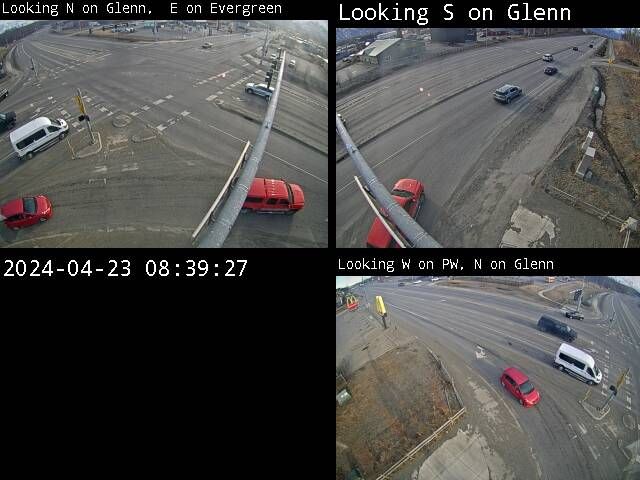 Looking N on Glenn, E on Evergreen
Looking S on Glenn
2024-04-23 08:39:27
Looking W on PW, N on Glenn